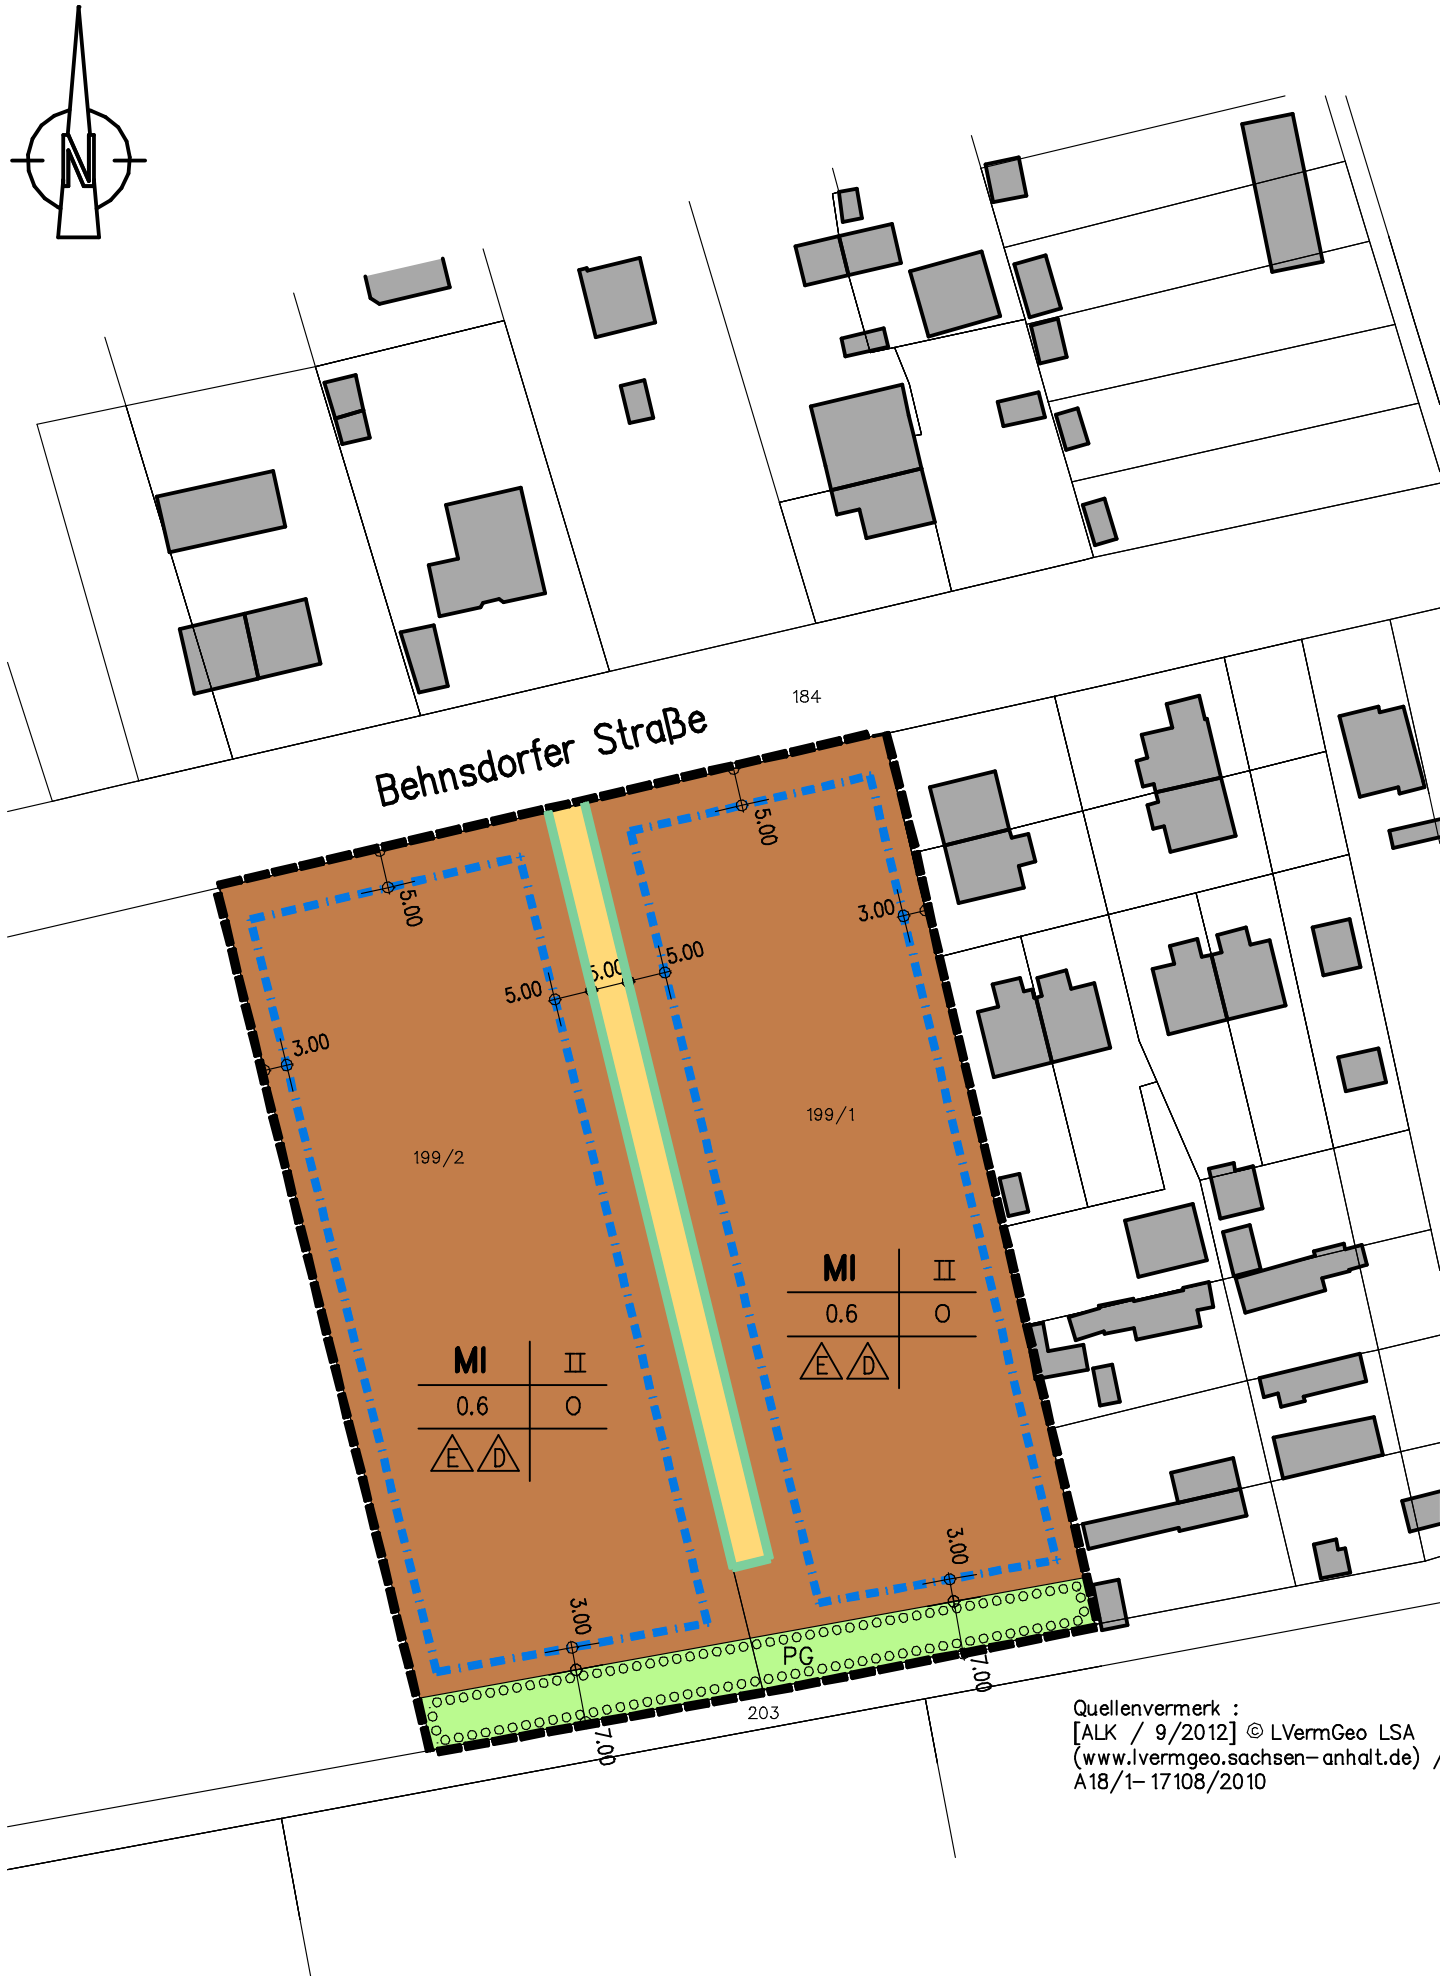 N
184
Behnsdorfer Straße
5.00
5.00
3.00
5.00
5.00
5.00
3.00
199/1
199/2
MI II
0.6 O
E D
MI II
0.6 O
E D
3.00
3.00
PG
7.00
203
7.00
Quellenvermerk :
[ALK / 9/2012] © LVermGeo LSA
(www.lvermgeo.sachsen-anhalt.de) /
A18/1-17108/2010